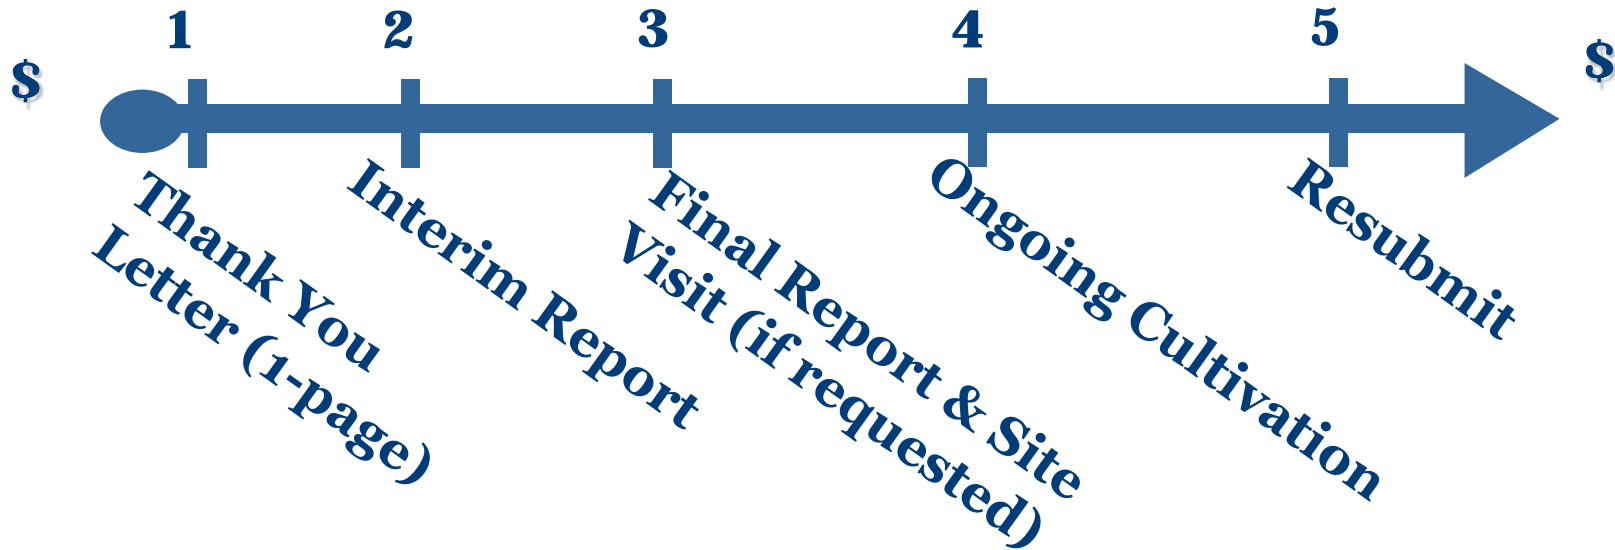 $
1
2
3
4
5
$
Thank You
Letter (1-page)
Interim Report
Final Report & Site
Visit (if requested)
Ongoing Cultivation
Resubmit